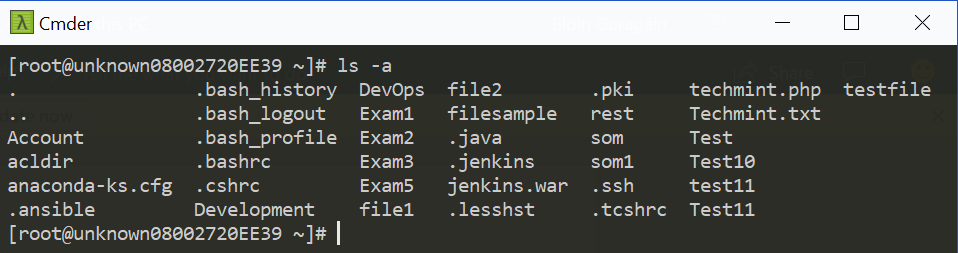 Cmder
[root@unknown08002720EE39 ~]# ls -a
.                .bash_history  DevOps  file2       .pki     techmint.php  testfile
..               .bash_logout   Exam1   filesample  rest     Techmint.txt
Account          .bash_profile  Exam2   .java       som      Test
acldir           .bashrc        Exam3   .jenkins    som1     Test10
anaconda-ks.cfg  .cshrc         Exam5   jenkins.war  .ssh     test11
.ansible         Development    file1   .lesshst    .tcshrc  Test11
[root@unknown08002720EE39 ~]#